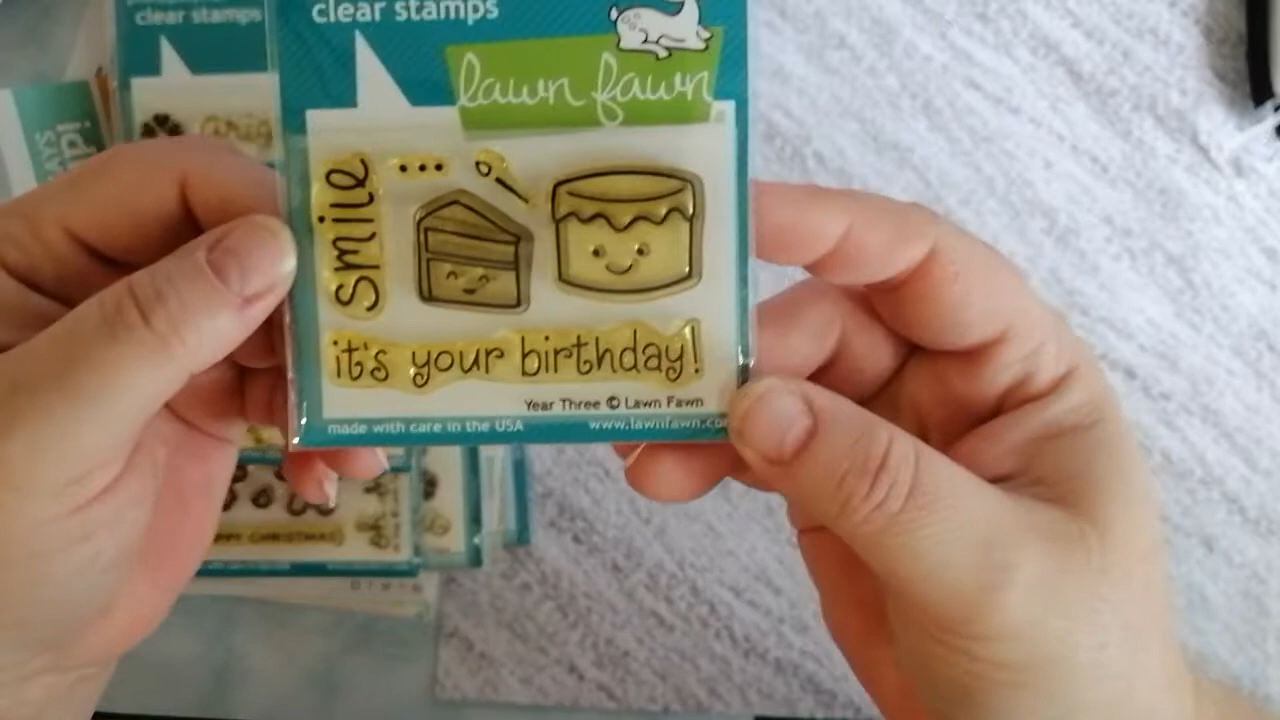 clear stamps
clear stamps
lawn fawn
smile
it's your birthday!
Year Three © Lawn Fawn
made with care in the USA
www.lawnfawn.co